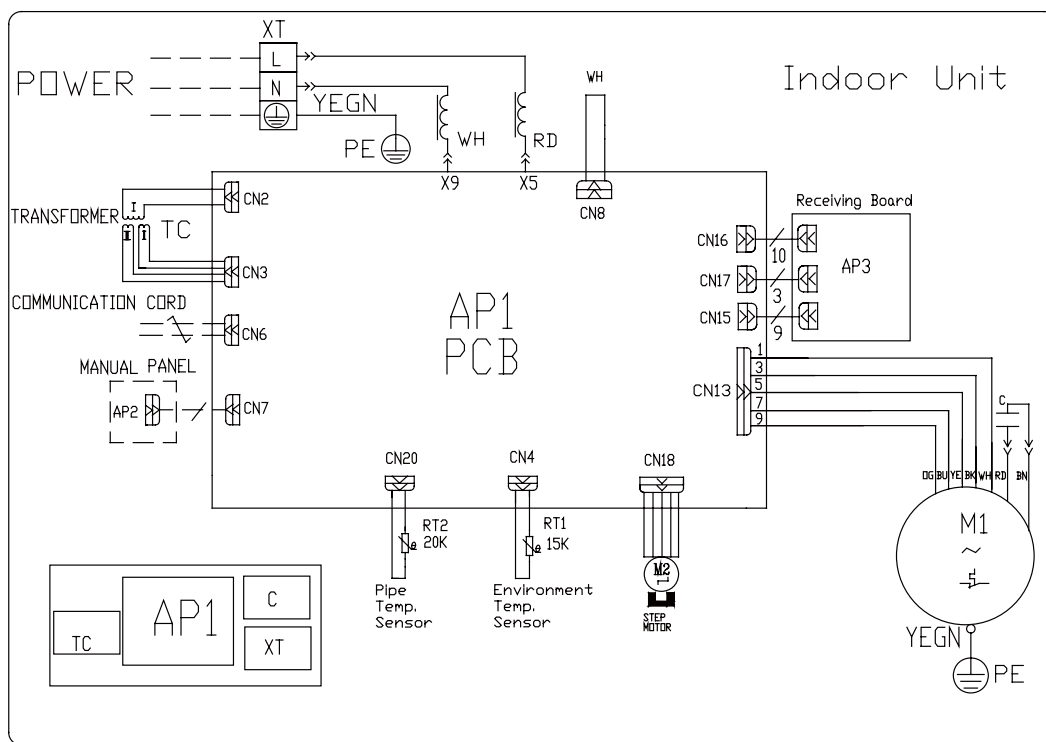 XT
L
POWER
N
YEGN
PE
WH
RD
X9
X5
WH
CN8
Indoor Unit
CN2
TRANSFORMER
TC
CN3
COMMUNICATION CORD
CN6
MANUAL PANEL
AP2
CN7
AP1
PCB
Receiving Board
CN16
10
CN17
3
CN15
9
AP3
CN13
1
3
5
7
9
C
OG BU YE BK WH RD BN
M1
~
YEGN
PE
CN20
RT2
20K
Pipe
Temp.
Sensor
CN4
RT1
15K
Environment
Temp.
Sensor
CN18
M2
STEP
MOTOR
TC
AP1
C
XT